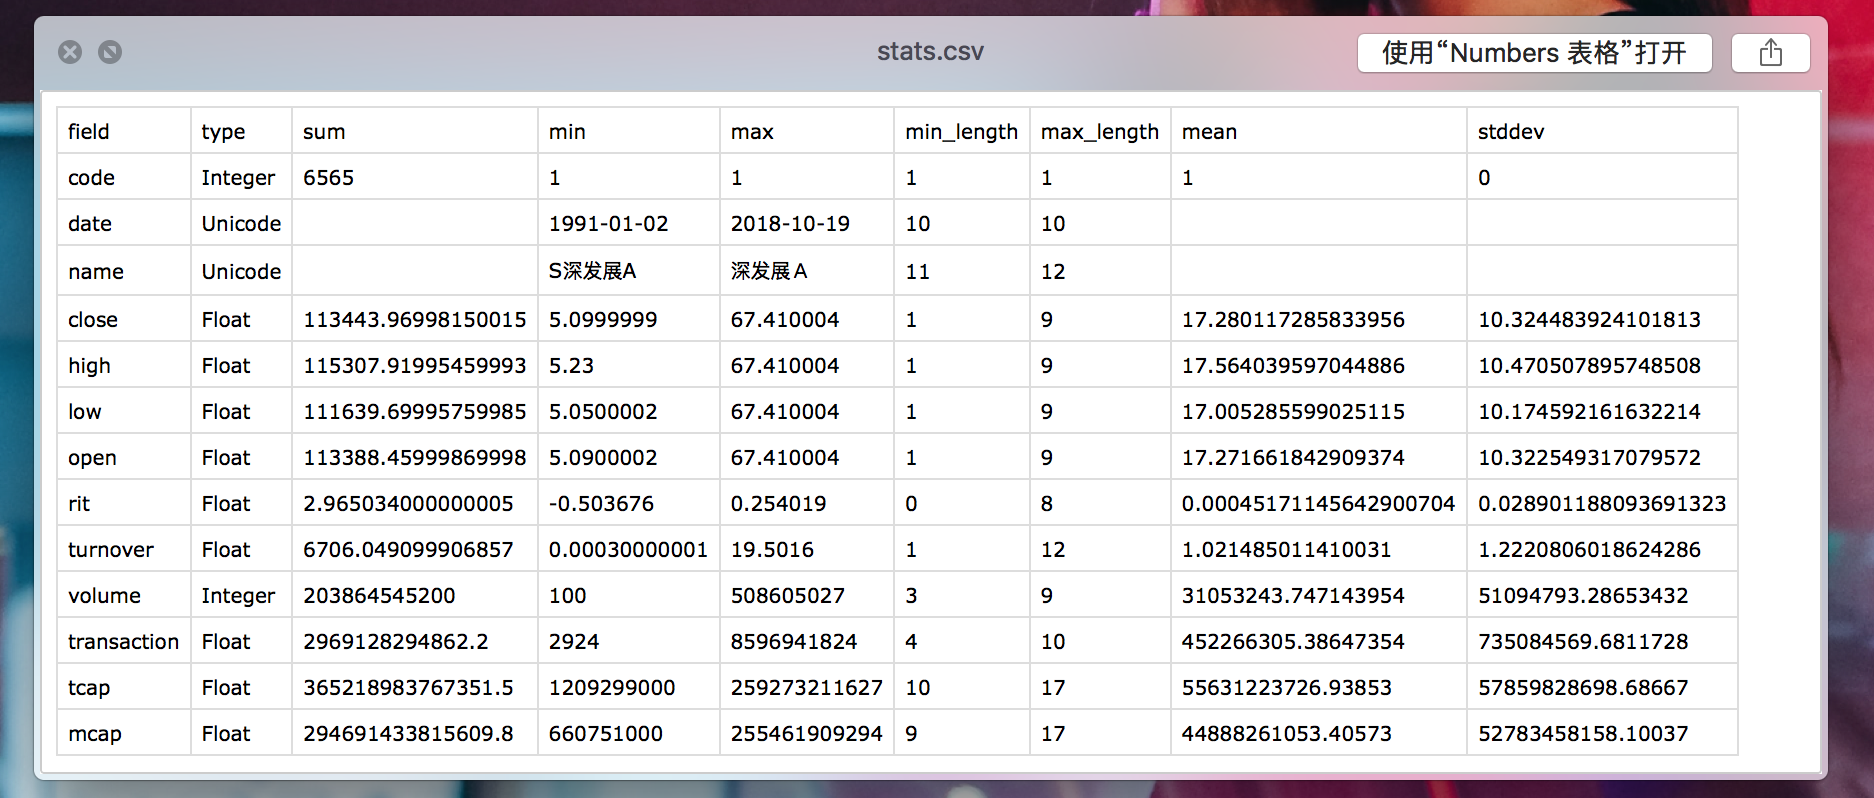 stats.csv
使用“Numbers 表格”打开
field type sum min max min_length max_length mean stddev
code Integer 6565 1 1 1 1 1 0
date Unicode 1991-01-02 2018-10-19 10 10
name Unicode S深发展A 深发展Ａ 11 12
close Float 113443.96998150015 5.0999999 67.410004 1 9 17.280117285833956 10.324483924101813
high Float 115307.91995459993 5.23 67.410004 1 9 17.564039597044886 10.470507895748508
low Float 111639.69995759985 5.0500002 67.410004 1 9 17.005285599025115 10.174592161632214
open Float 113388.45999869998 5.0900002 67.410004 1 9 17.271661842909374 10.322549317079572
rit Float 2.965034000000005 -0.503676 0.254019 0 8 0.00045171145642900704 0.028901188093691323
turnover Float 6706.049099906857 0.00030000001 19.5016 1 12 1.021485011410031 1.2220806018624286
volume Integer 203864545200 100 508605027 3 9 31053243.747143954 51094793.28653432
transaction Float 2969128294862.2 2924 8596941824 4 10 452266305.38647354 735084569.6811728
tcap Float 365218983767351.5 1209299000 259273211627 10 17 55631223726.93853 57859828698.68667
mcap Float 294691433815609.8 660751000 255461909294 9 17 44888261053.40573 52783458158.10037